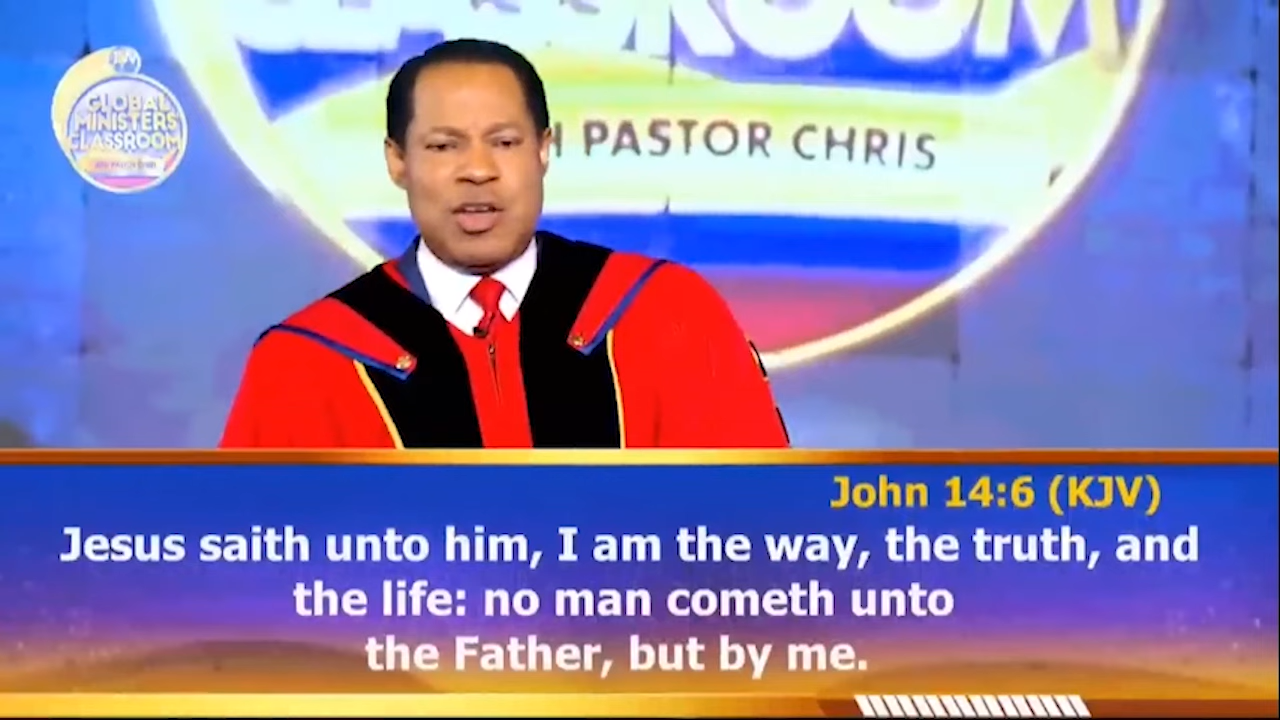 GLOBAL
MINISTERS
CLASSROOM
PASTOR CHRIS
John 14:6 (KJV)
Jesus saith unto him, I am the way, the truth, and
the life: no man cometh unto
the Father, but by me.